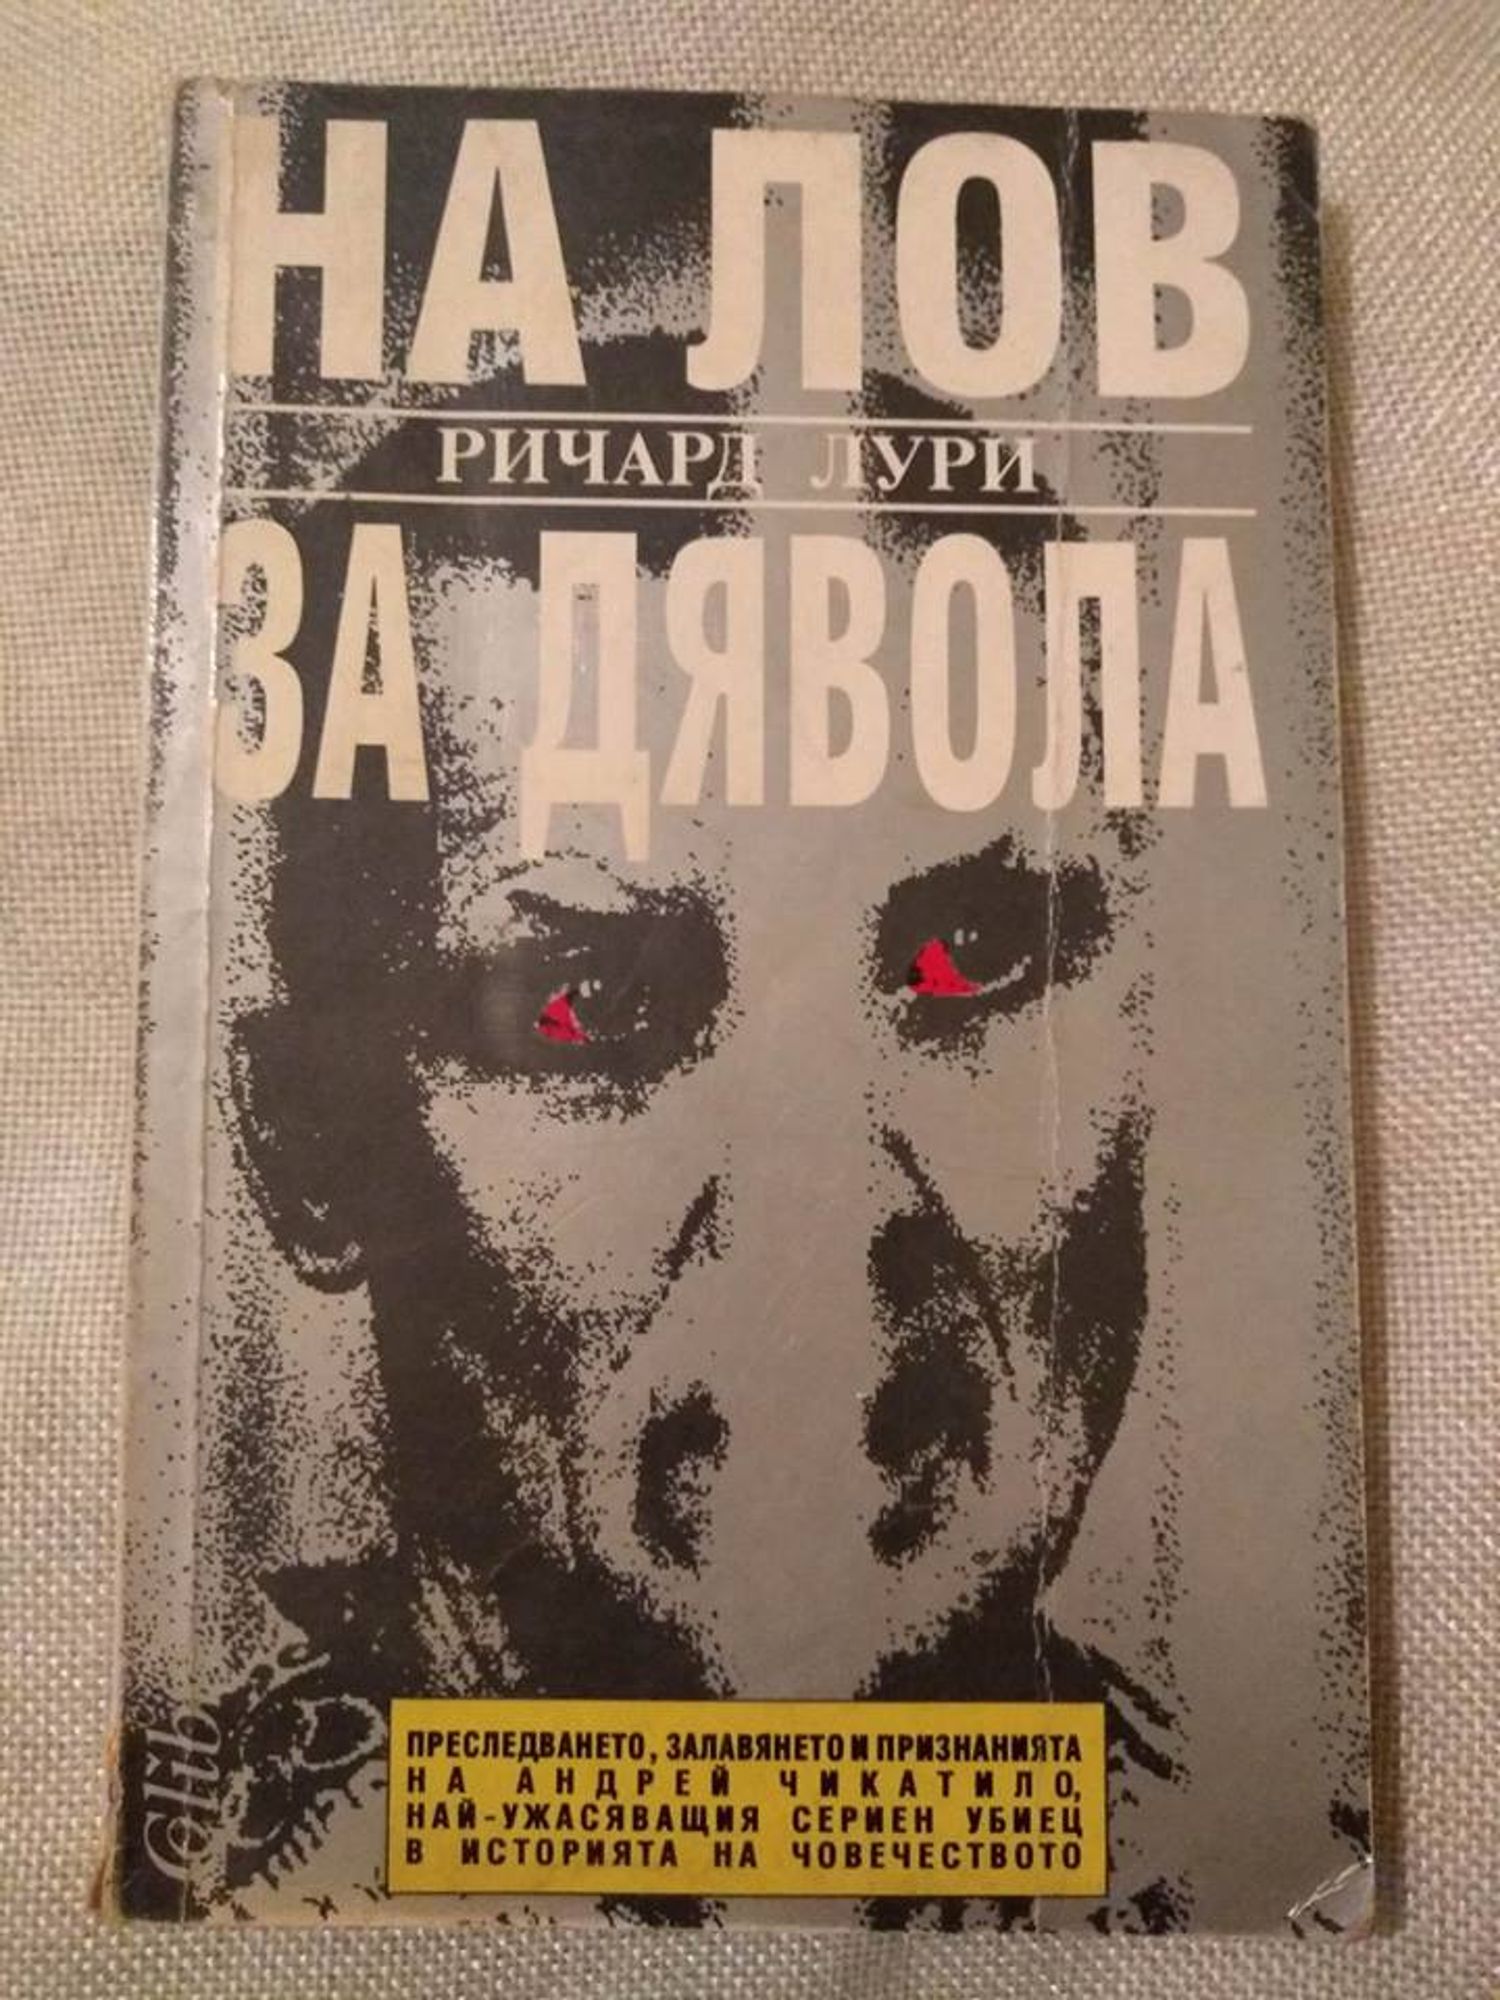 НА ЛОВ
РИЧАРД ЛУРИ
ЗА ДЯВОЛА
ПРЕСЛЕДВАНЕТО, ЗАЛАВЯНЕТО И ПРИЗНАНИЯТА
НА АНДРЕЙ ЧИКАТИЛО,
НАЙ-УЖАСЯВАЩИЯ СЕРИЕН УБИЕЦ
В ИСТОРИЯТА НА ЧОВЕЧЕСТВОТО